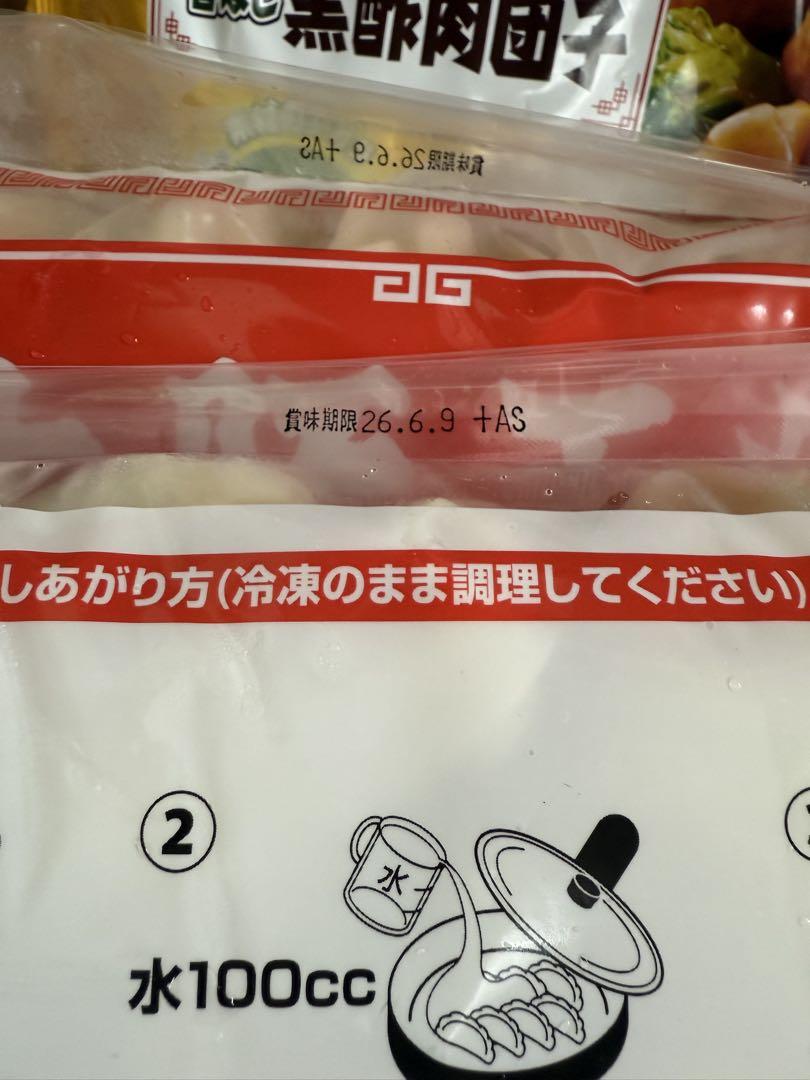 黒酢肉団子
賞味期限26.6.9 +AS
賞味期限26.6.9 +AS
しあがり方(冷凍のまま調理してください)
②
水
水100cc